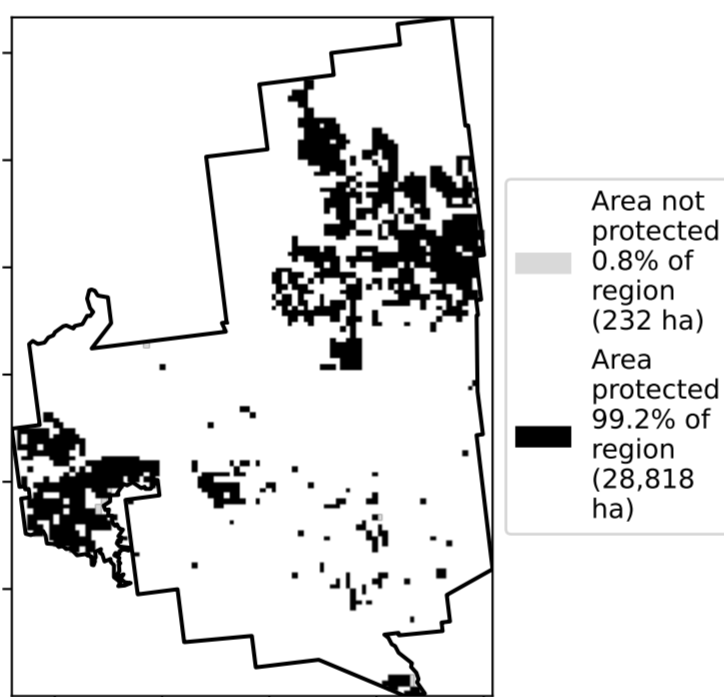 Area not
protected
0.8% of
region
(232 ha)
Area
protected
99.2% of
region
(28,818
ha)